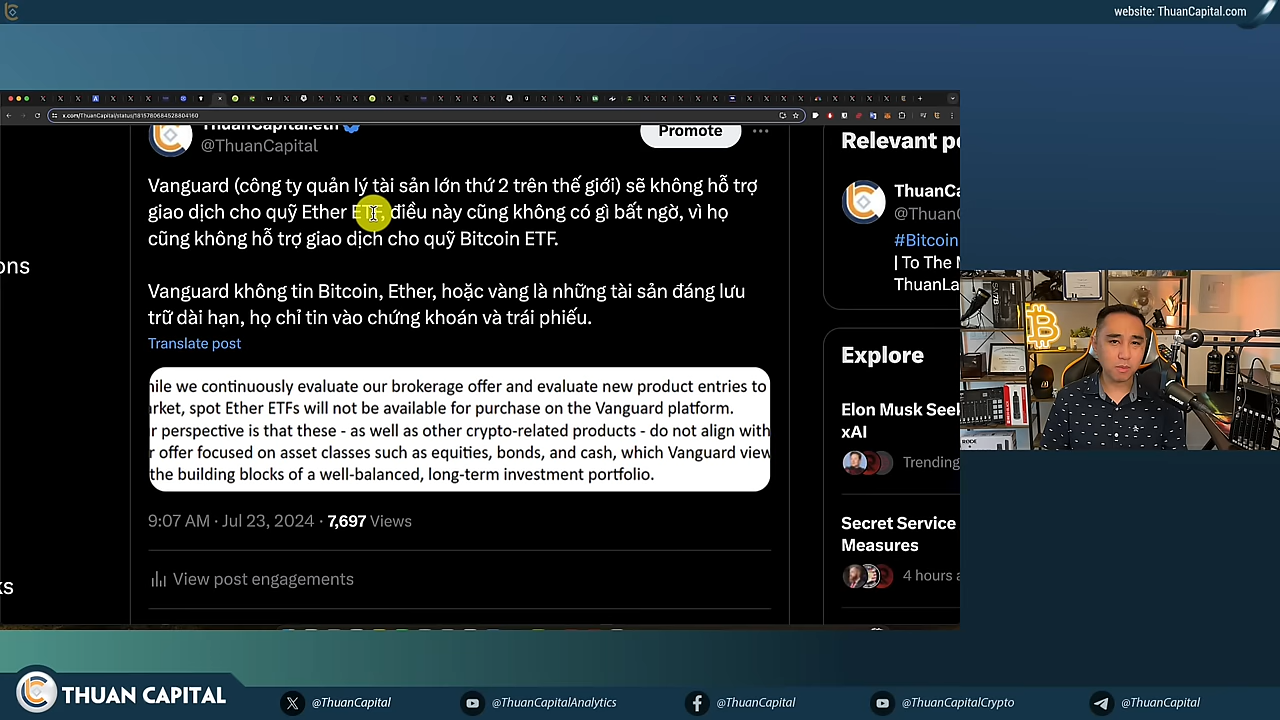 website: ThuanCapital.com
x.com/ThuanCapital/status/1815780684528804160
ThuanCapital.eth
Promote
@ThuanCapital
Vanguard (công ty quản lý tài sản lớn thứ 2 trên thế giới) sẽ không hỗ trợ
giao dịch cho quỹ Ether ETF, điều này cũng không có gì bất ngờ, vì họ
cũng không hỗ trợ giao dịch cho quỹ Bitcoin ETF.
Vanguard không tin Bitcoin, Ether, hoặc vàng là những tài sản đáng lưu
trữ dài hạn, họ chỉ tin vào chứng khoán và trái phiếu.
Translate post
hile we continuously evaluate our brokerage offer and evaluate new product entries to
rket, spot Ether ETFs will not be available for purchase on the Vanguard platform.
r perspective is that these - as well as other crypto-related products - do not align with
r offer focused on asset classes such as equities, bonds, and cash, which Vanguard view
the building blocks of a well-balanced, long-term investment portfolio.
9:07 AM · Jul 23, 2024 · 7,697 Views
View post engagements
ons
ks
Relevant pe
ThuanCa
@ThuanC
#Bitcoin
| To The M
ThuanLa
Explore
Elon Musk Seek
xAI
Trending
Secret Service
Measures
4 hours a
THUAN CAPITAL
@ThuanCapital
@ThuanCapitalAnalytics
@ThuanCapital
@ThuanCapitalCrypto
@ThuanCapital